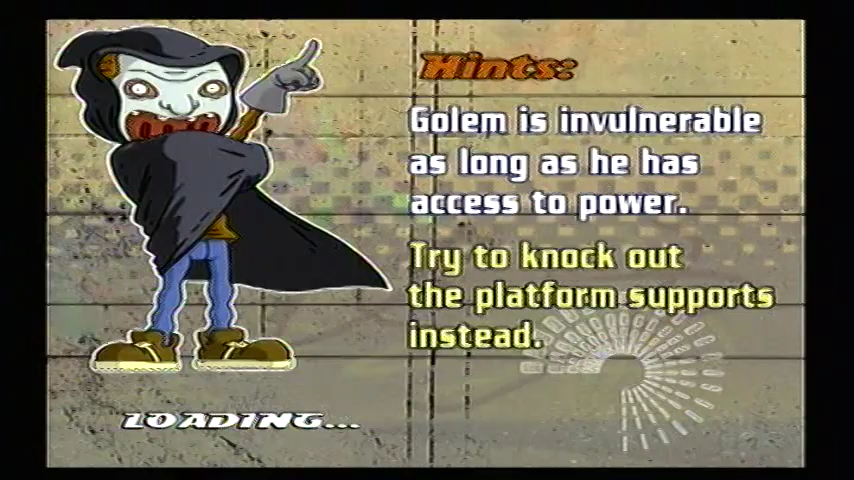 Hints:
Golem is invulnerable
as long as he has
access to power.
Try to knock out
the platform supports
instead.
LOADING...